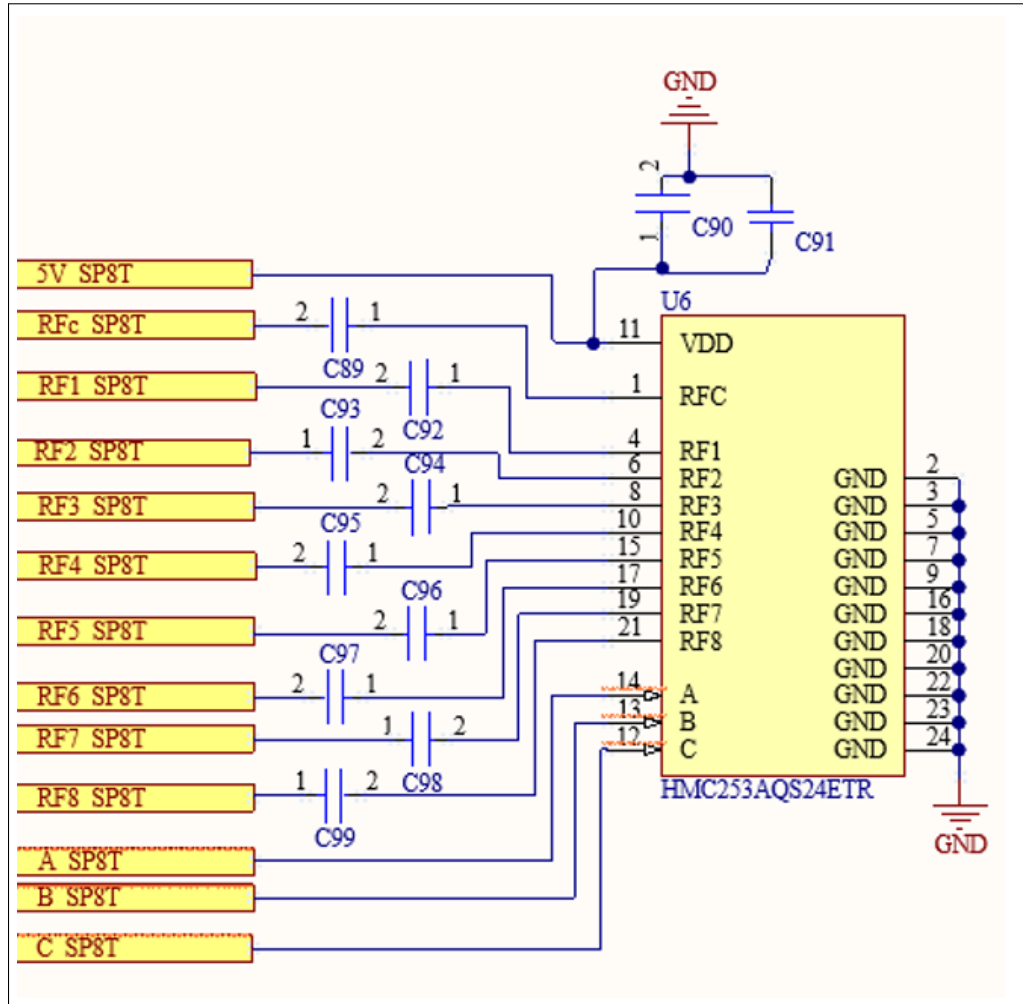 GND
2
1
C90
C91
5V SP8T
RFc SP8T
2
1
C89
RF1 SP8T
2
1
C92
C93
RF2 SP8T
1
2
C94
RF3 SP8T
2
1
C95
RF4 SP8T
2
1
C96
RF5 SP8T
2
1
C97
RF6 SP8T
2
1
RF7 SP8T
1
2
C98
RF8 SP8T
1
2
C99
A SP8T
B SP8T
C SP8T
U6
11 VDD
1 RFC
4 RF1
6 RF2
8 RF3
10 RF4
15 RF5
17 RF6
19 RF7
21 RF8
14 A
13 B
12 C
GND 2
GND 3
GND 5
GND 7
GND 9
GND 16
GND 18
GND 20
GND 22
GND 23
GND 24
HMC253AQS24ETR
GND